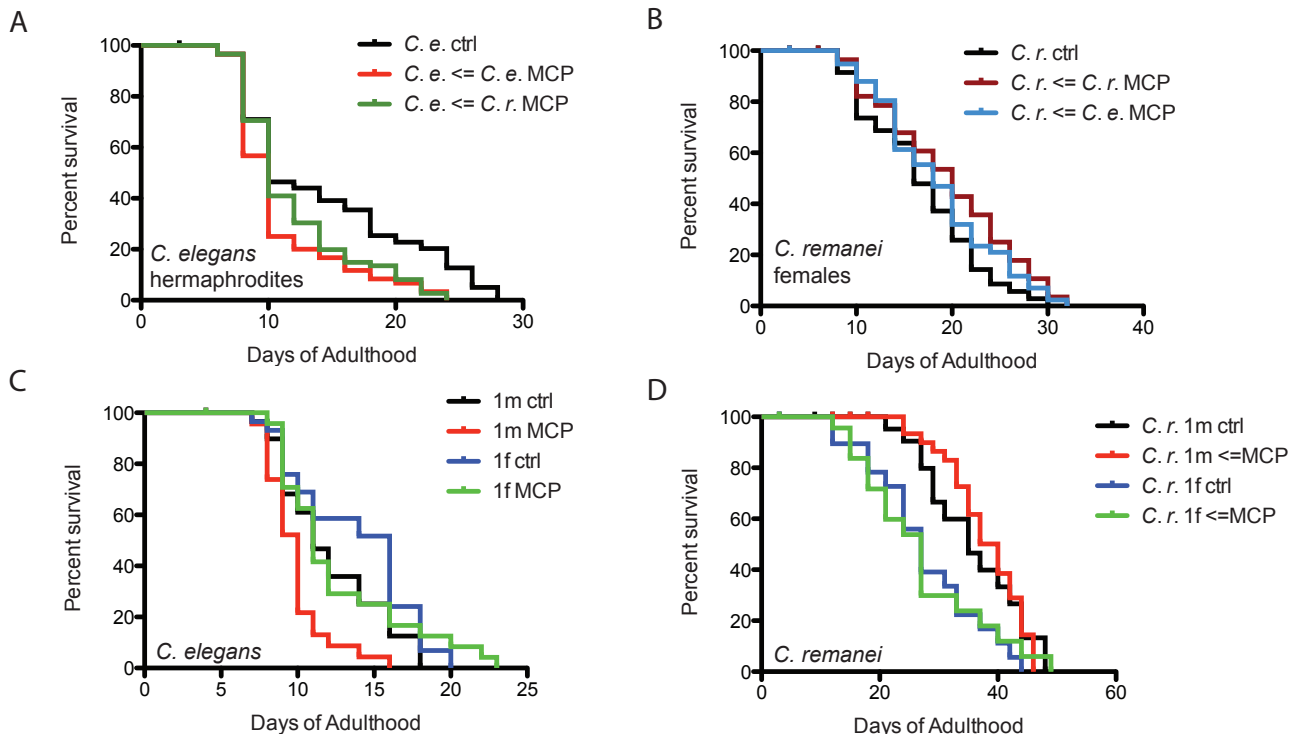 A
100
80
60
40
20
0
Percent survival
C. e. ctrl
C. e. <= C. e. MCP
C. e. <= C. r. MCP
C. elegans
hermaphrodites
0 10 20 30
Days of Adulthood
B
100
80
60
40
20
0
Percent survival
C. r. ctrl
C. r. <= C. r. MCP
C. r. <= C. e. MCP
C. remanei
females
0 10 20 30 40
Days of Adulthood
C
100
80
60
40
20
0
Percent survival
1m ctrl
1m MCP
1f ctrl
1f MCP
C. elegans
0 5 10 15 20 25
Days of Adulthood
D
100
80
60
40
20
0
Percent survival
C. r. 1m ctrl
C. r. 1m <=MCP
C. r. 1f ctrl
C. r. 1f <=MCP
C. remanei
0 20 40 60
Days of Adulthood